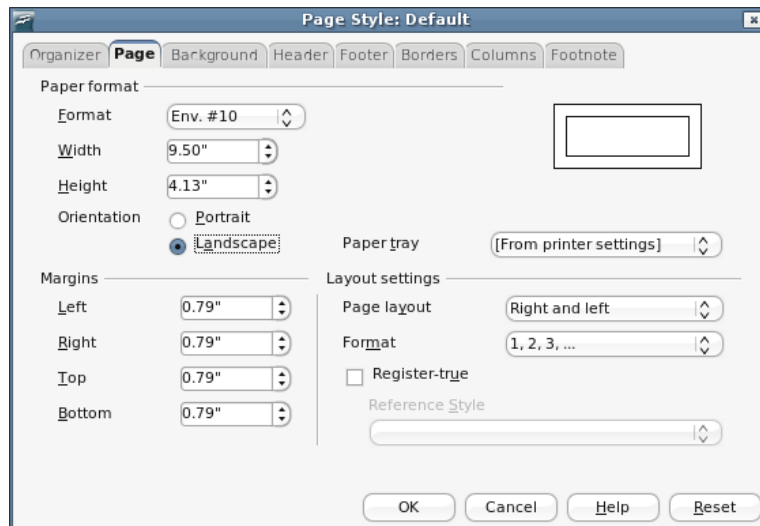 Page Style: Default
Organizer Page Background Header Footer Borders Columns Footnote
Paper format
Format Env. #10
Width 9.50"
Height 4.13"
Orientation Portrait
Landscape Paper tray [From printer settings]
Margins Layout settings
Left 0.79" Page layout Right and left
Right 0.79" Format 1, 2, 3, ...
Top 0.79" Register-true
Reference Style
Bottom 0.79"
OK Cancel Help Reset